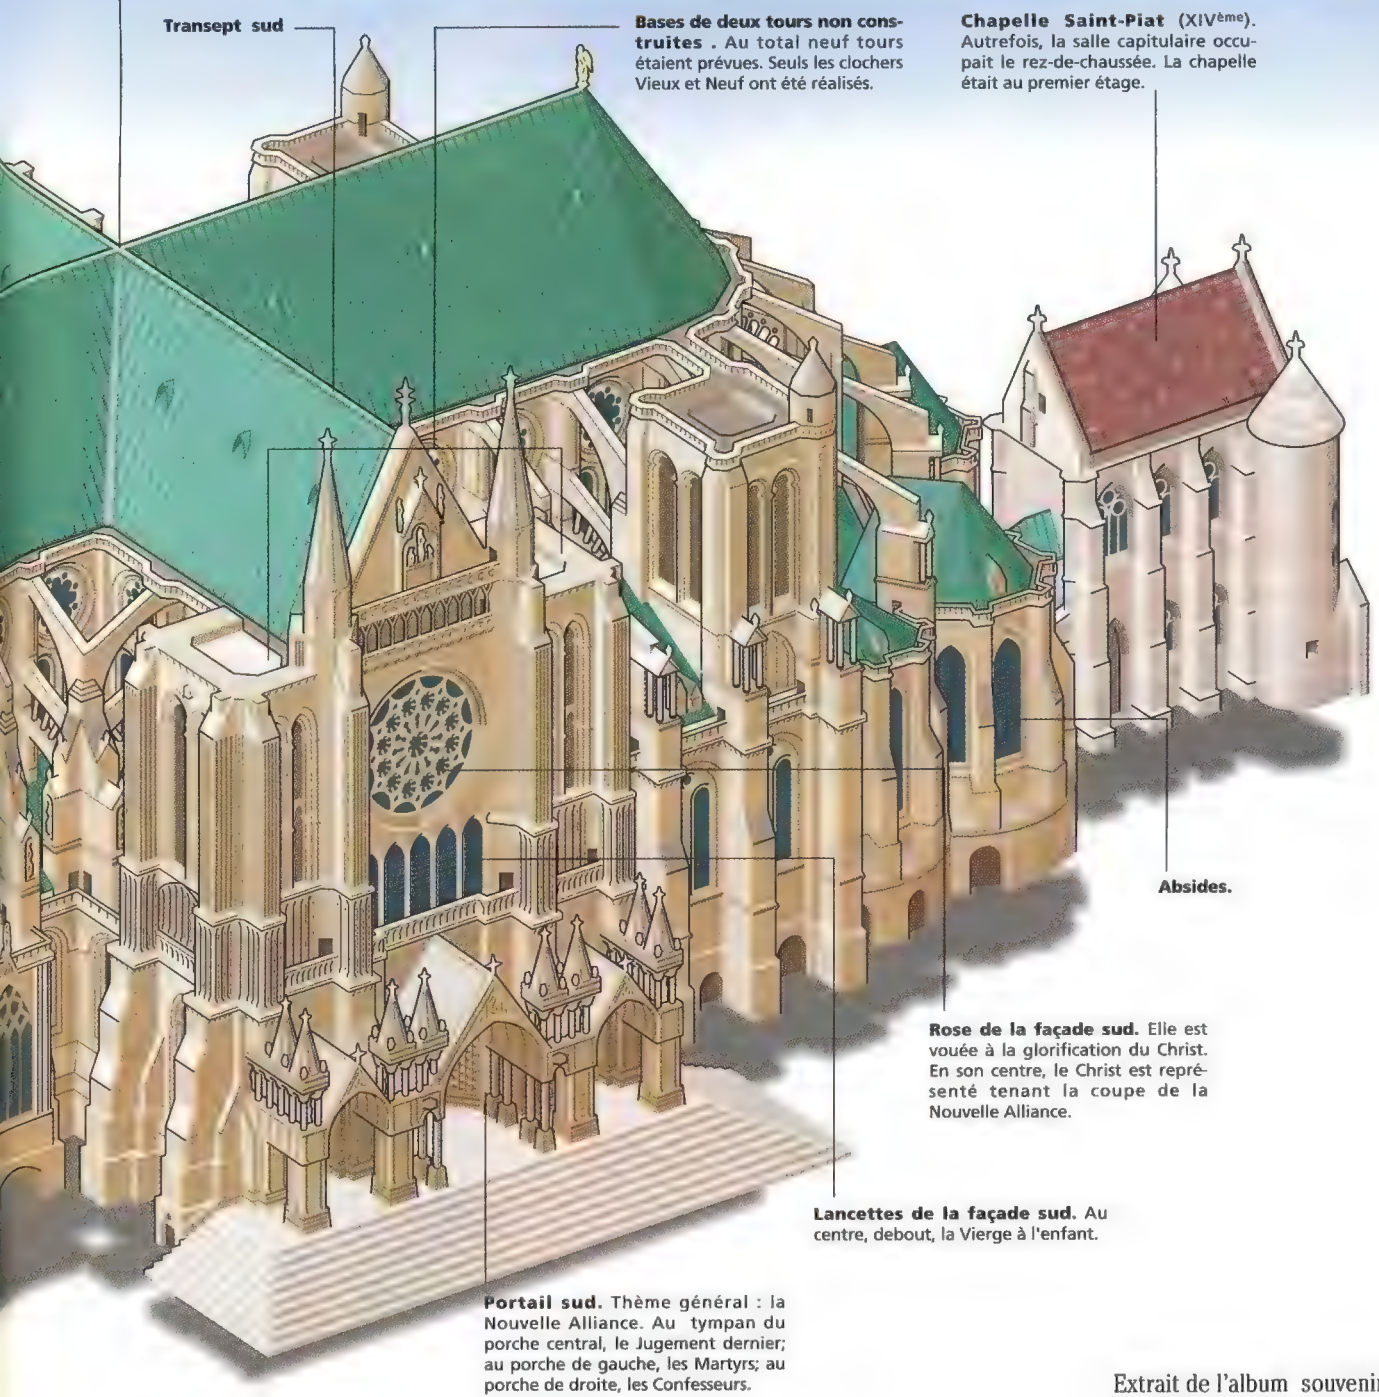 Transept sud
Bases de deux tours non cons-
truites . Au total neuf tours
étaient prévues. Seuls les clochers
Vieux et Neuf ont été réalisés.
Chapelle Saint-Piat (XIVème).
Autrefois, la salle capitulaire occu-
pait le rez-de-chaussée. La chapelle
était au premier étage.
Absides.
Rose de la façade sud. Elle est
vouée à la glorification du Christ.
En son centre, le Christ est repré-
senté tenant la coupe de la
Nouvelle Alliance.
Lancettes de la façade sud. Au
centre, debout, la Vierge à l'enfant.
Portail sud. Thème général : la
Nouvelle Alliance. Au tympan du
porche central, le Jugement dernier;
au porche de gauche, les Martyrs; au
porche de droite, les Confesseurs.
Extrait de l'album souvenir